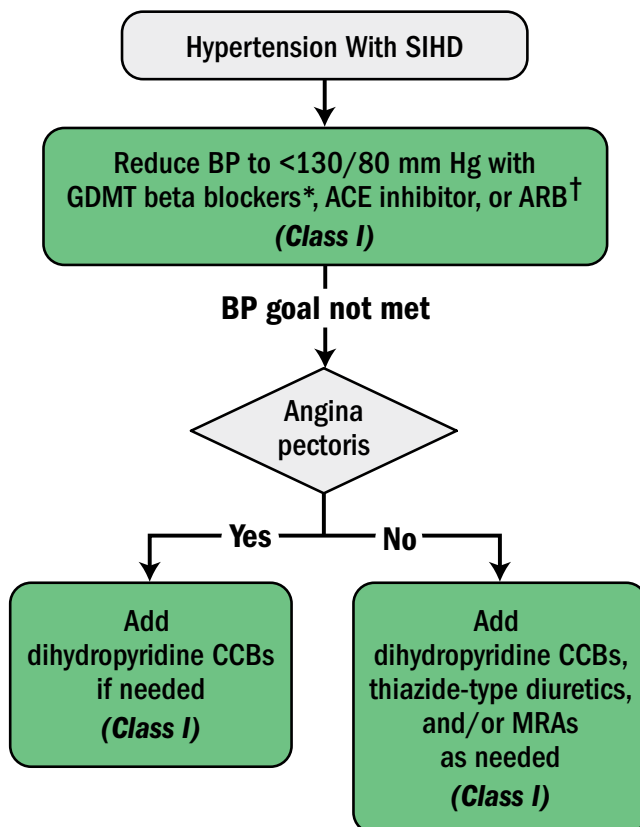 Hypertension With SIHD
Reduce BP to <130/80 mm Hg with
GDMT beta blockers*, ACE inhibitor, or ARB†
(Class I)
BP goal not met
Angina
pectoris
Yes
No
Add
dihydropyridine CCBs
if needed
(Class I)
Add
dihydropyridine CCBs,
thiazide-type diuretics,
and/or MRAs
as needed
(Class I)